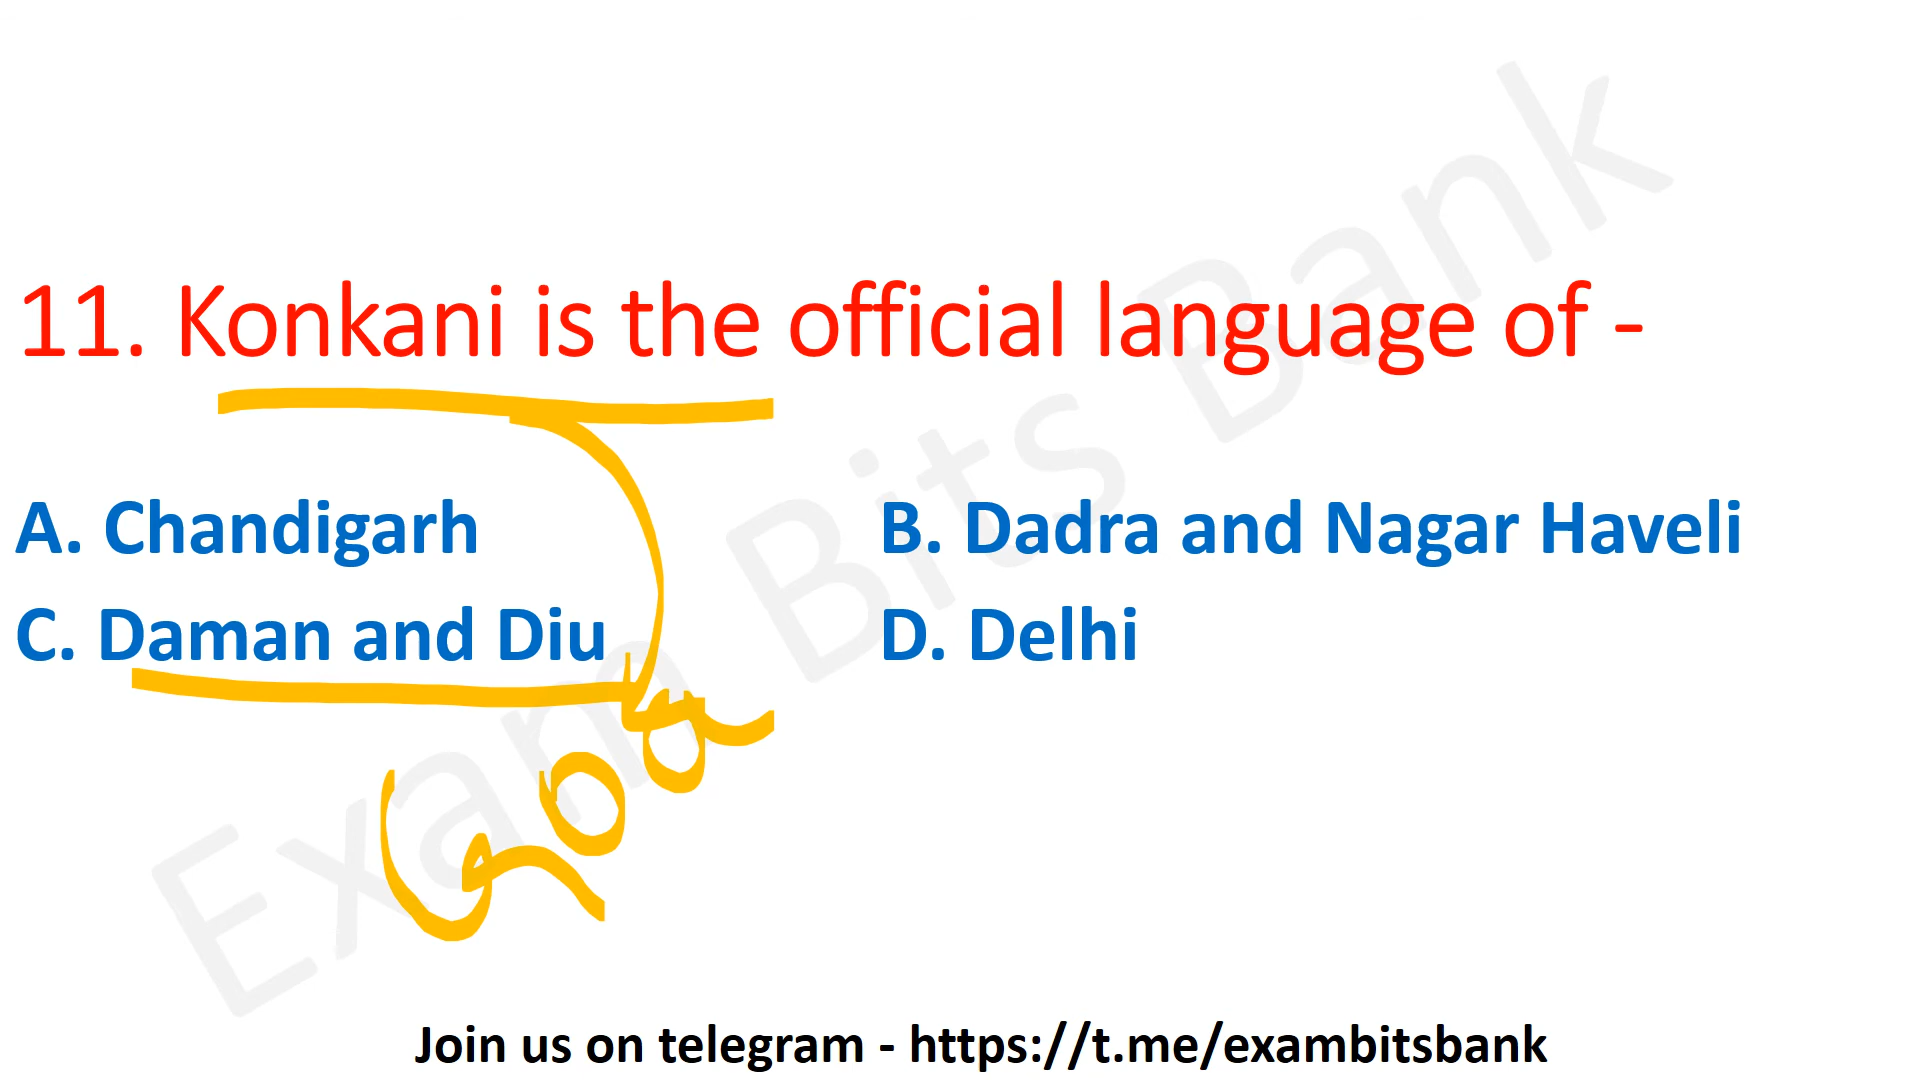 11. Konkani is the official language of -
A. Chandigarh
B. Dadra and Nagar Haveli
C. Daman and Diu
D. Delhi
Goa
Exam Bits Bank
Join us on telegram - https://t.me/exambitsbank